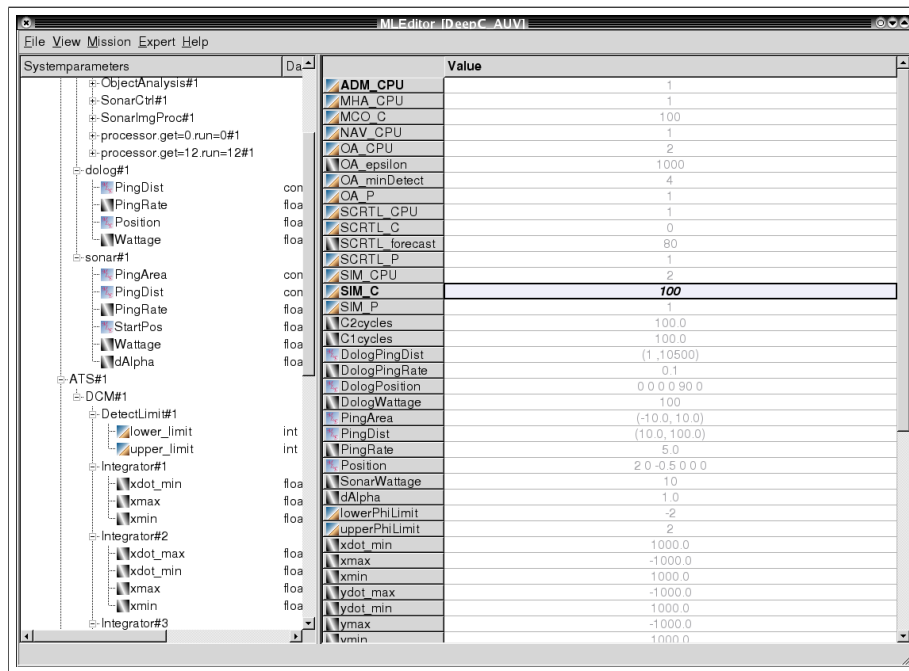 MLEditor [DeepC_AUV]
File View Mission Expert Help
Systemparameters
ObjectAnalysis#1
SonarCtrl#1
SonarImgProc#1
processor.get=0.run=0#1
processor.get=12.run=12#1
dolog#1
PingDist con
PingRate floa
Position floa
Wattage floa
sonar#1
PingArea con
PingDist con
PingRate floa
StartPos floa
Wattage floa
dAlpha floa
ATS#1
DCM#1
DetectLimit#1
lower_limit int
upper_limit int
Integrator#1
xdot_min floa
xmax floa
xmin floa
Integrator#2
xdot_max floa
xdot_min floa
xmax floa
xmin floa
Integrator#3
Value
ADM_CPU 1
MHA_CPU 1
MCO_C 100
NAV_CPU 1
OA_CPU 2
OA_epsilon 1000
OA_minDetect 4
OA_P 1
SCRTL_CPU 1
SCRTL_C 0
SCRTL_forecast 80
SCRTL_P 1
SIM_CPU 2
SIM_C 100
SIM_P 1
C2cycles 100.0
C1cycles 100.0
DologPingDist (1 ,10500)
DologPingRate 0.1
DologPosition 0 0 0 0 90 0
DologWattage 100
PingArea (-10.0, 10.0)
PingDist (10.0, 100.0)
PingRate 5.0
Position 2 0 -0.5 0 0 0
SonarWattage 10
dAlpha 1.0
lowerPhiLimit -2
upperPhiLimit 2
xdot_min 1000.0
xmax -1000.0
xmin 1000.0
ydot_max -1000.0
ydot_min 1000.0
ymax -1000.0
ymin 1000.0